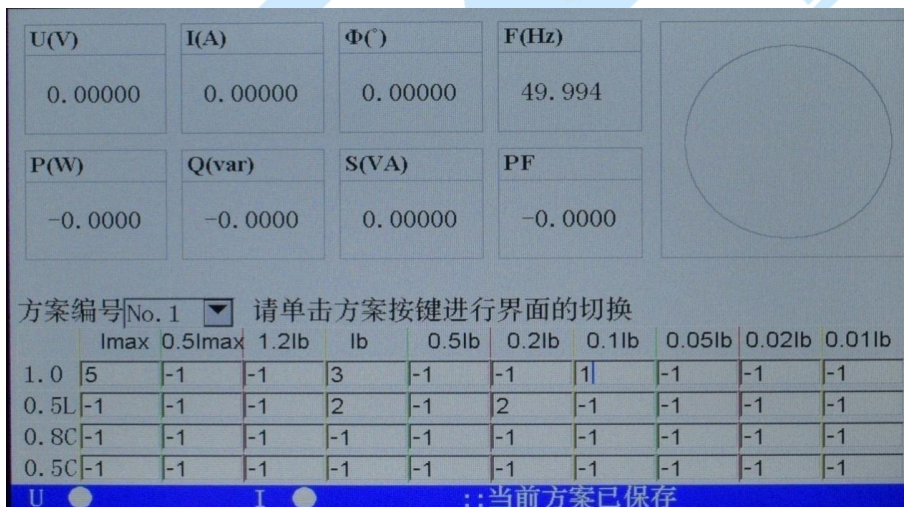 U(V) I(A) Φ(°) F(Hz)
0.00000 0.00000 0.00000 49.994
P(W) Q(var) S(VA) PF
-0.0000 -0.0000 0.00000 -0.0000
方案编号 No.1 请单击方案按键进行界面的切换
Imax 0.5Imax 1.2Ib Ib 0.5Ib 0.2Ib 0.1Ib 0.05Ib 0.02Ib 0.01Ib
1.0 5 -1 -1 3 -1 -1 1 -1 -1 -1
0.5L -1 -1 -1 2 -1 2 -1 -1 -1 -1
0.8C -1 -1 -1 -1 -1 -1 -1 -1 -1 -1
0.5C -1 -1 -1 -1 -1 -1 -1 -1 -1 -1
U I ::当前方案已保存